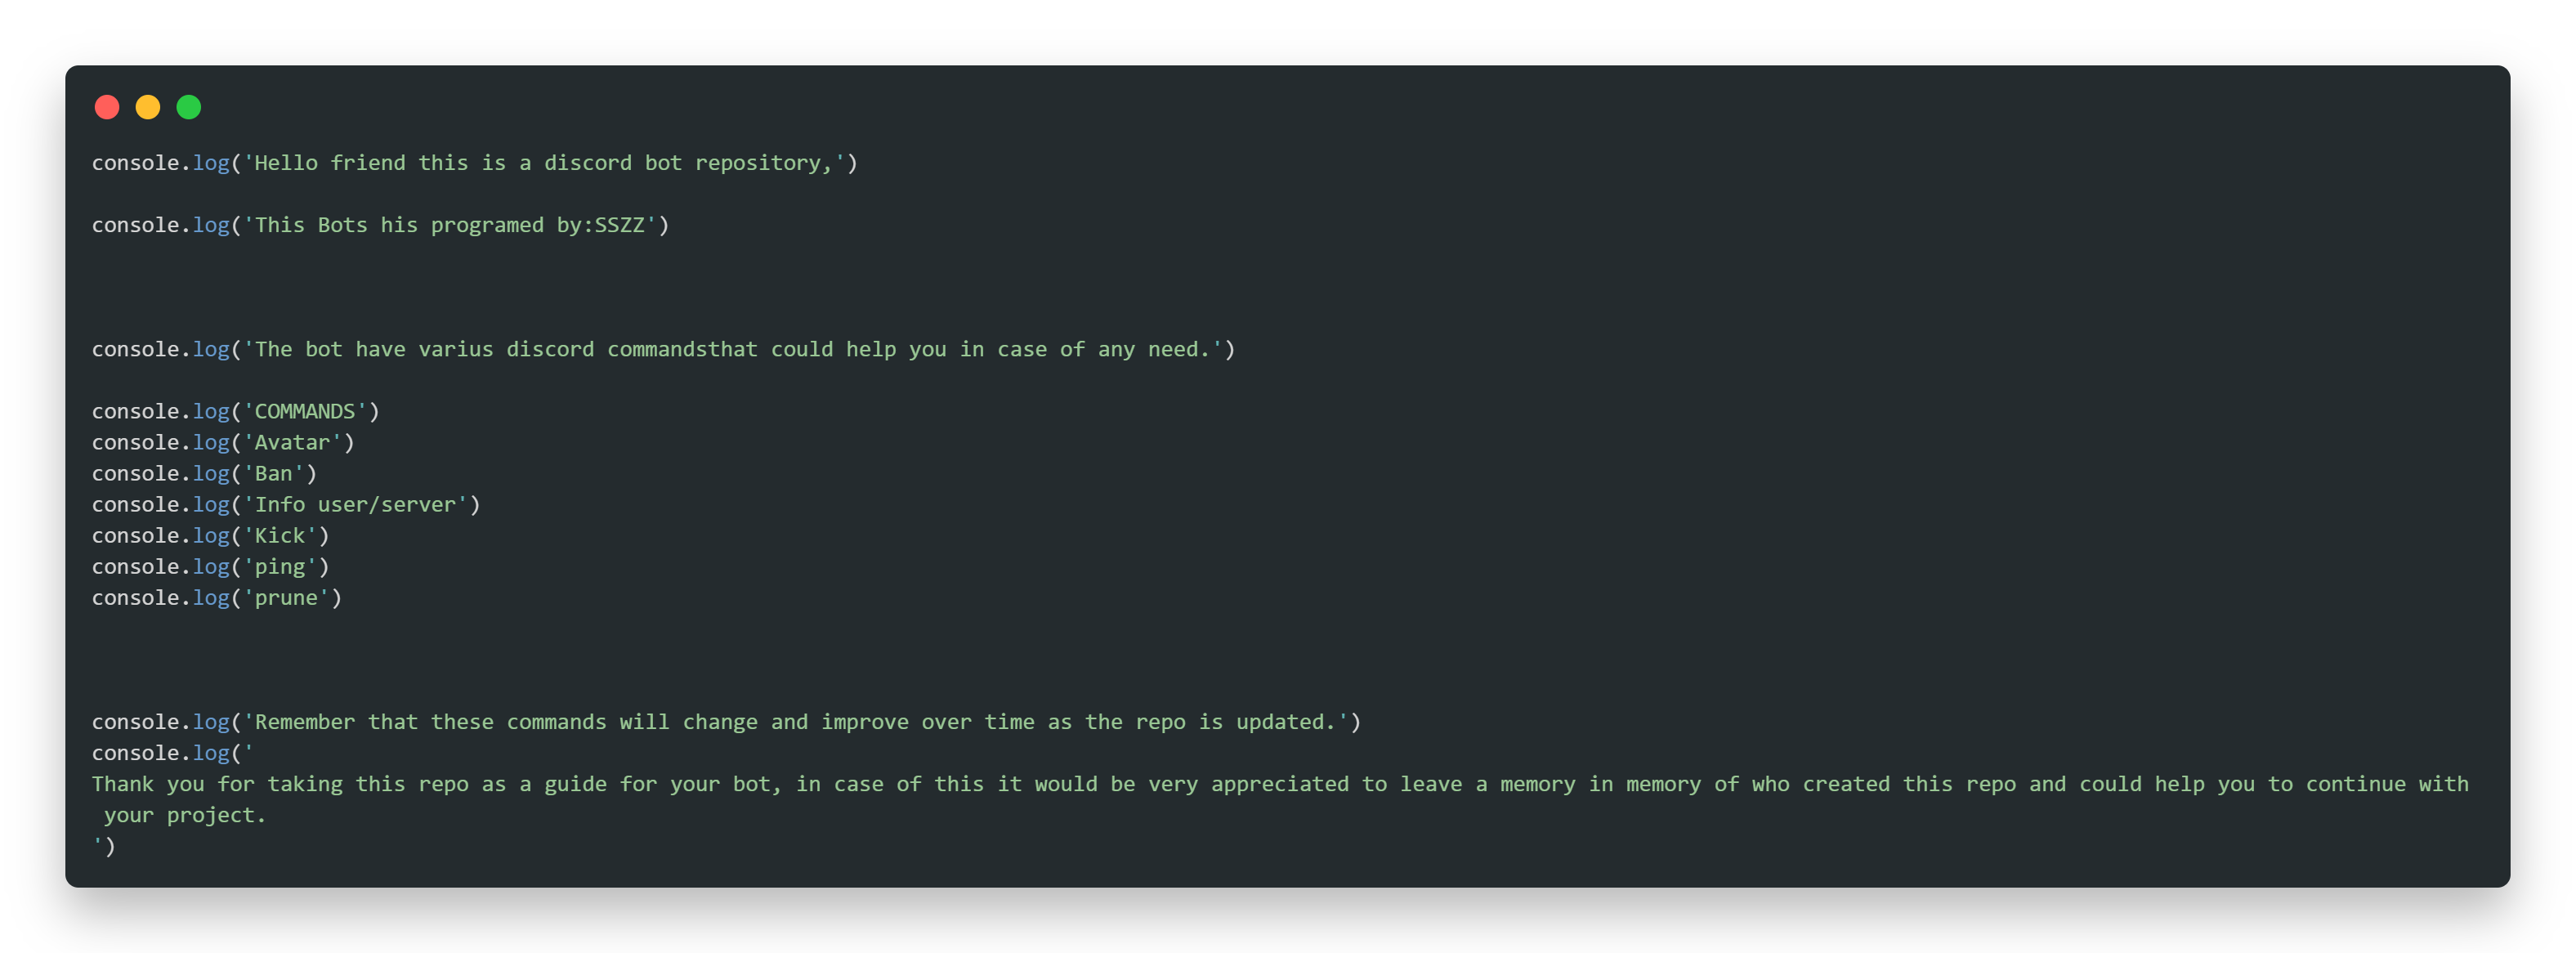 console.log('Hello friend this is a discord bot repository,')
console.log('This Bots his programed by:SSZZ')
console.log('The bot have varius discord commandsthat could help you in case of any need.')
console.log('COMMANDS')
console.log('Avatar')
console.log('Ban')
console.log('Info user/server')
console.log('Kick')
console.log('ping')
console.log('prune')
console.log('Remember that these commands will change and improve over time as the repo is updated.')
console.log('
Thank you for taking this repo as a guide for your bot, in case of this it would be very appreciated to leave a memory in memory of who created this repo and could help you to continue with
your project.
')